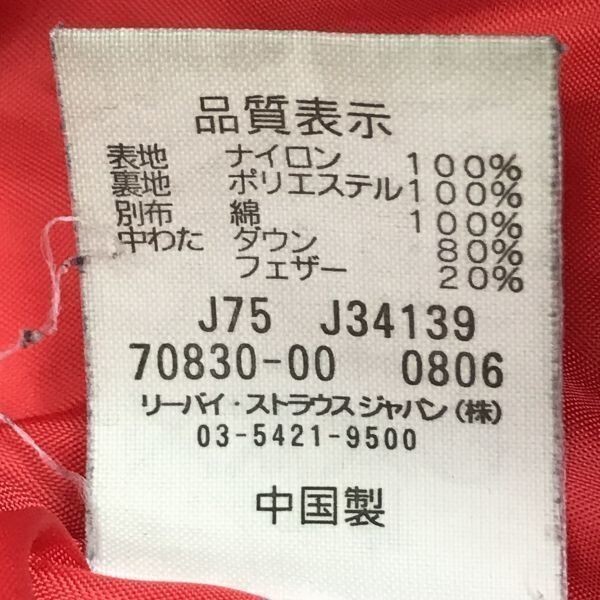 品質表示
表地 ナイロン 100%
裏地 ポリエステル 100%
別布 綿 100%
中わた ダウン 80%
フェザー 20%
J75 J34139
70830-00 0806
リーバイ・ストラウスジャパン(株)
03-5421-9500
中国製